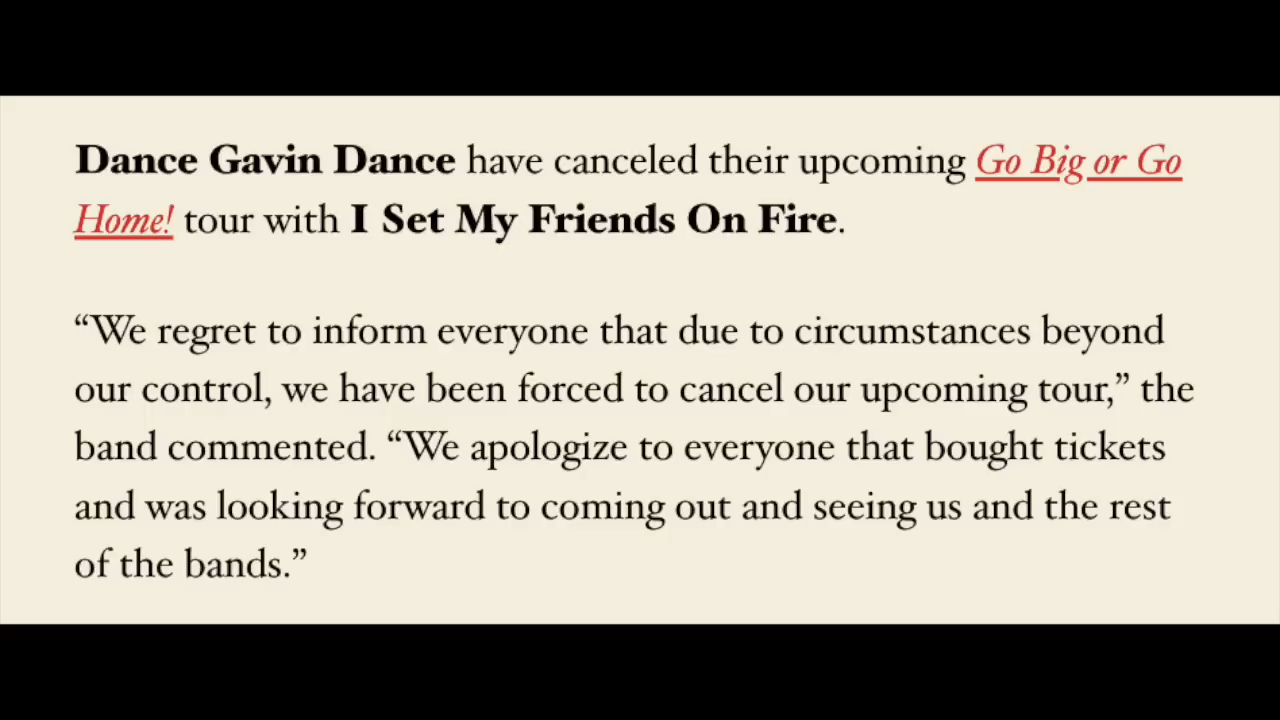 Dance Gavin Dance have canceled their upcoming Go Big or Go
Home! tour with I Set My Friends On Fire.
“We regret to inform everyone that due to circumstances beyond
our control, we have been forced to cancel our upcoming tour,” the
band commented. “We apologize to everyone that bought tickets
and was looking forward to coming out and seeing us and the rest
of the bands.”